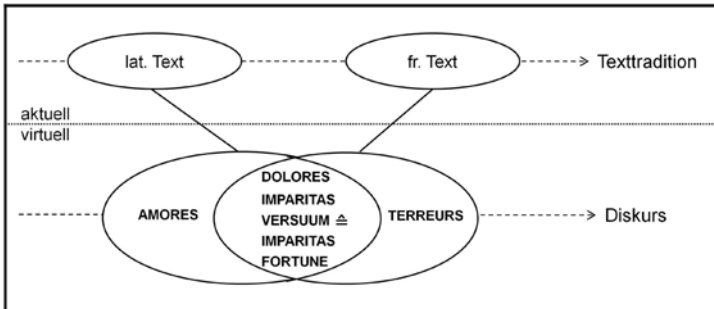 lat. Text
fr. Text
Texttradition
aktuell
virtuell
DOLORES
IMPARITAS
AMORES
VERSUUM ≙
TERREURS
Diskurs
IMPARITAS
FORTUNE